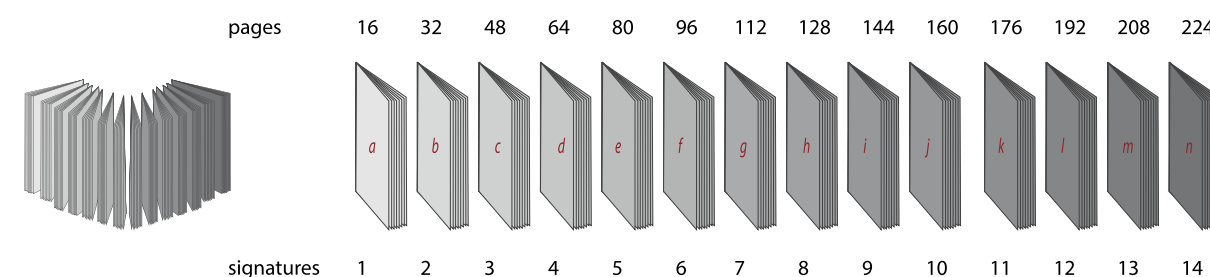 pages 16 32 48 64 80 96 112 128 144 160 176 192 208 224
a b c d e f g h i j k l m n
signatures 1 2 3 4 5 6 7 8 9 10 11 12 13 14